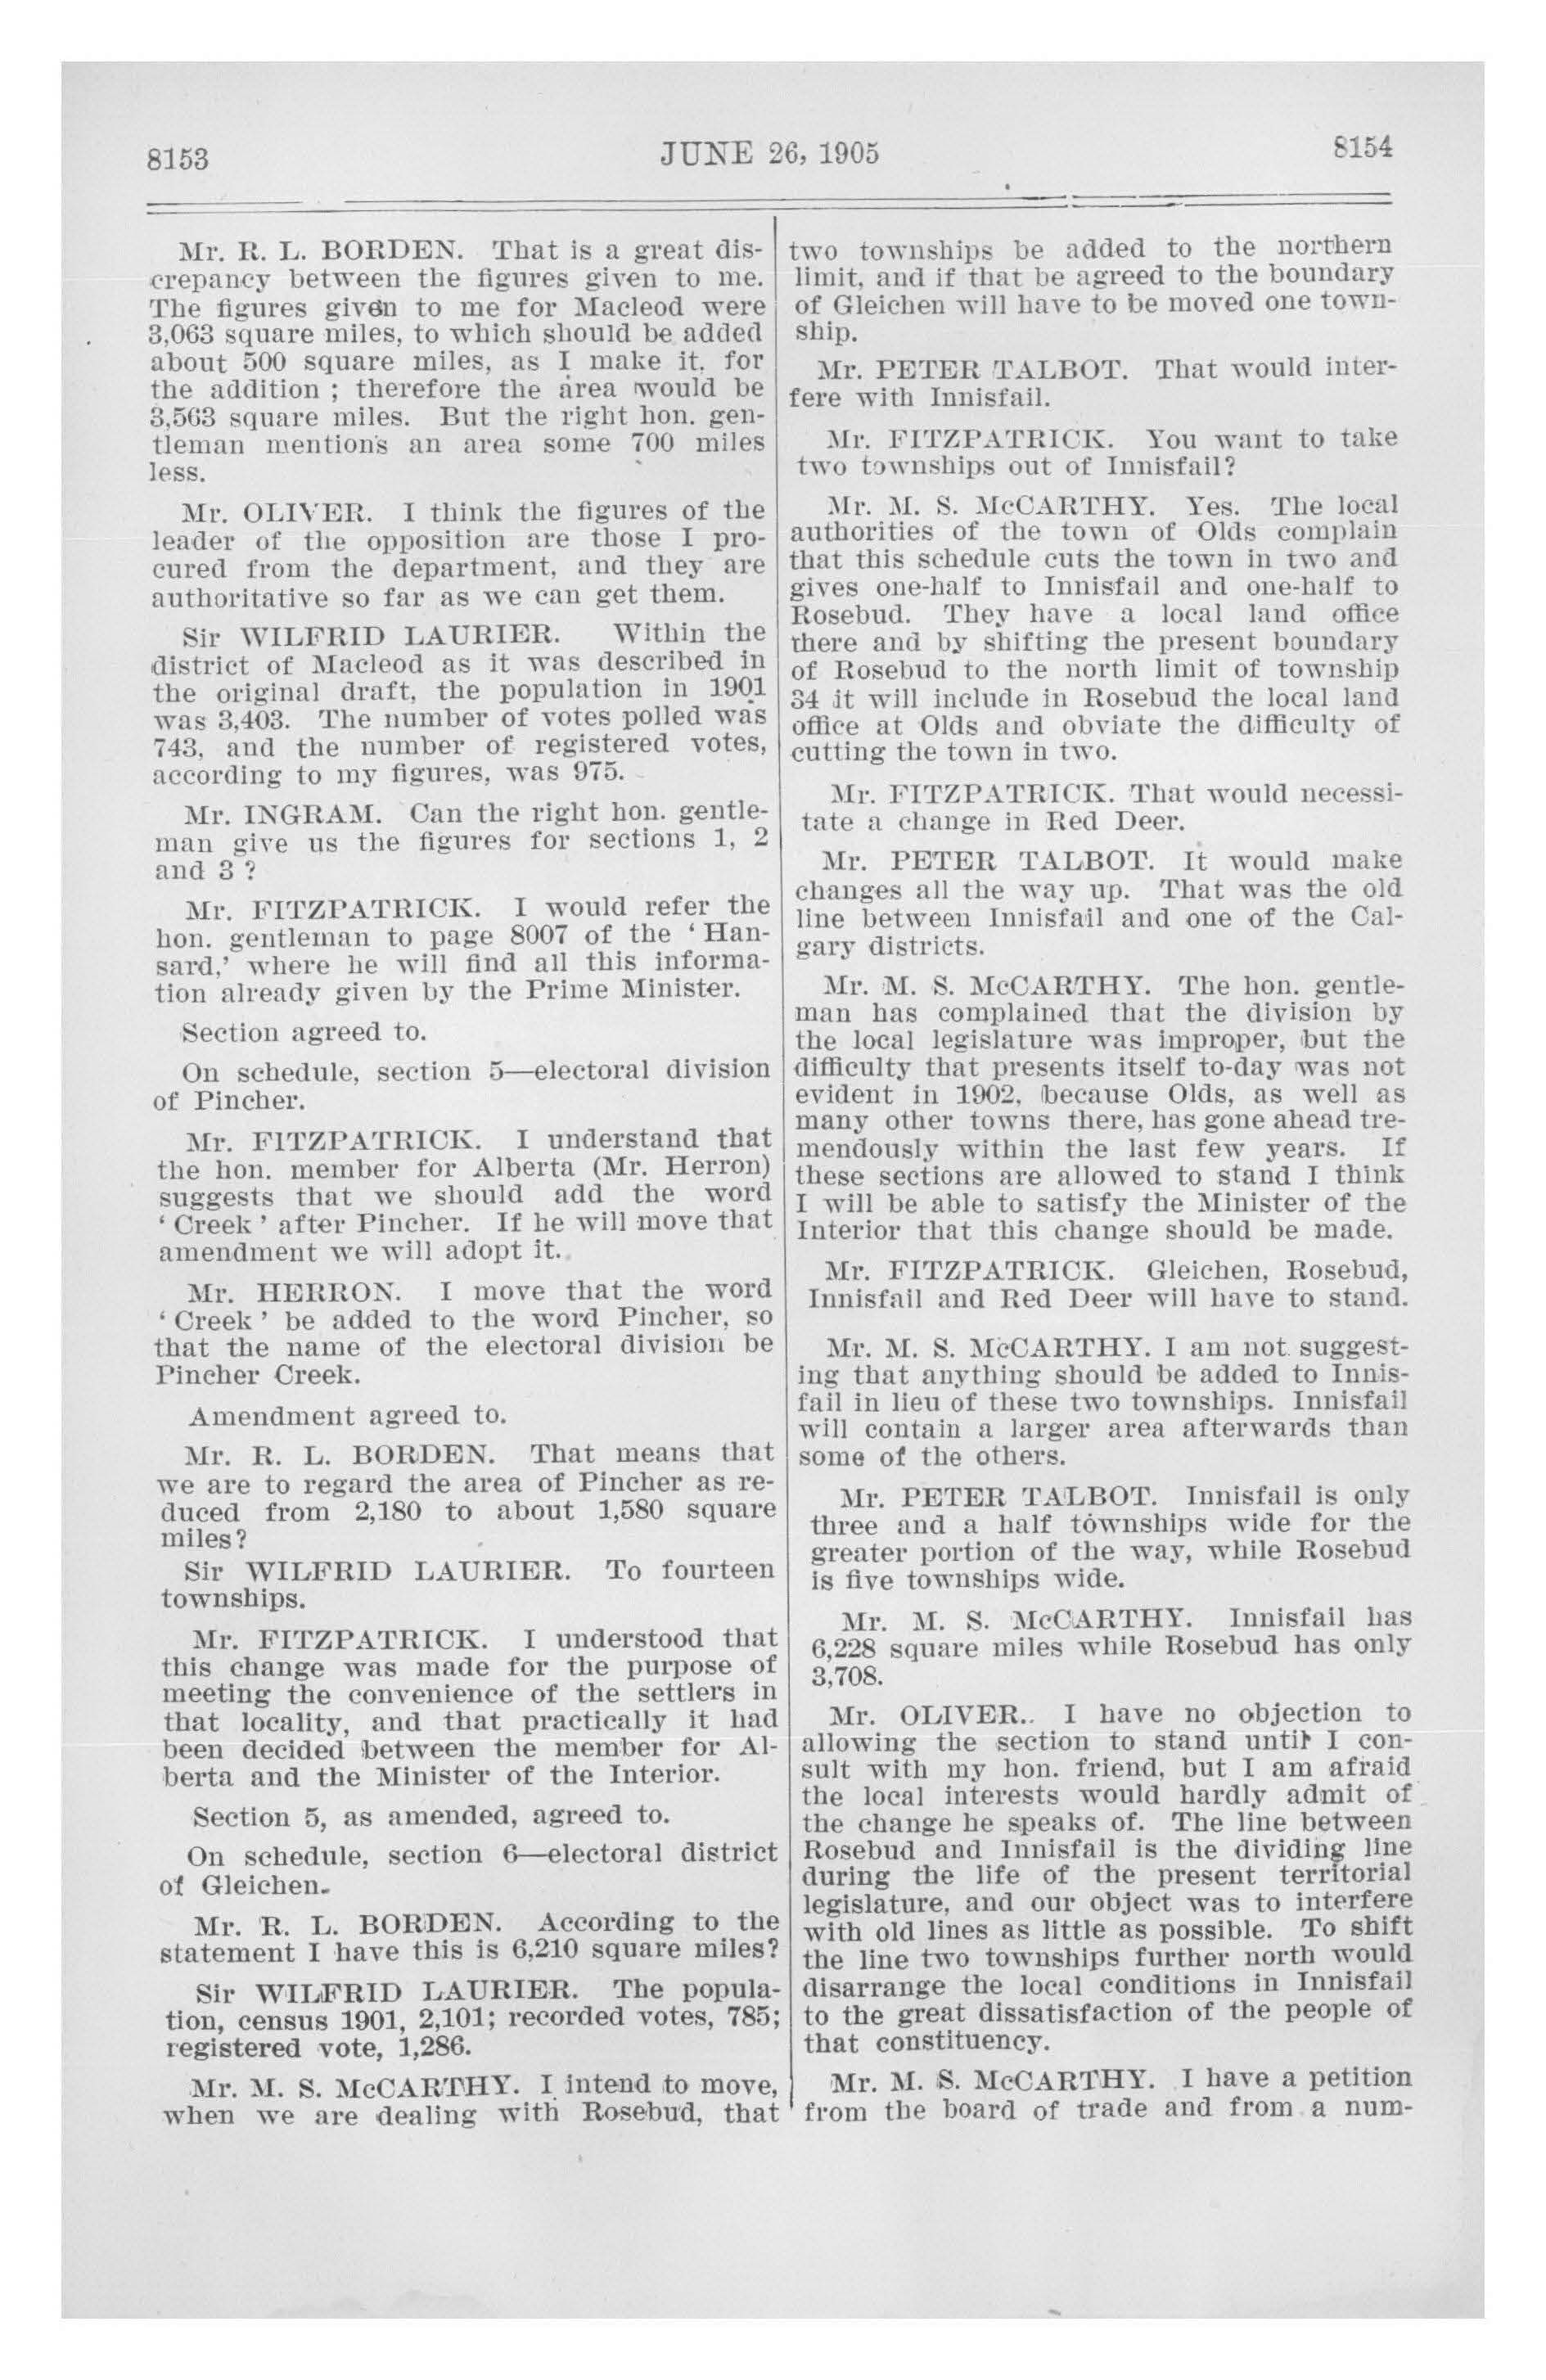 8153
JUNE 26, 1905
8154
Mr. R. L. BORDEN. That is a great dis-
crepancy between the figures given to me.
The figures given to me for Macleod were
3,063 square miles, to which should be added
about 500 square miles, as I make it, for
the addition ; therefore the area would be
3,563 square miles. But the right hon. gen-
tleman mentions an area some 700 miles
less.
Mr. OLIVER. I think the figures of the
leader of the opposition are those I pro-
cured from the department, and they are
authoritative so far as we can get them.
Sir WILFRID LAURIER. Within the
district of Macleod as it was described in
the original draft, the population in 1901
was 3,403. The number of votes polled was
743, and the number of registered votes,
according to my figures, was 975.
Mr. INGRAM. Can the right hon. gentle-
man give us the figures for sections 1, 2
and 3 ?
Mr. FITZPATRICK. I would refer the
hon. gentleman to page 8007 of the ‘ Han-
sard,’ where he will find all this informa-
tion already given by the Prime Minister.
Section agreed to.
On schedule, section 5—electoral division
of Pincher.
Mr. FITZPATRICK. I understand that
the hon. member for Alberta (Mr. Herron)
suggests that we should add the word
‘ Creek ’ after Pincher. If he will move that
amendment we will adopt it.
Mr. HERRON. I move that the word
‘ Creek ’ be added to the word Pincher, so
that the name of the electoral division be
Pincher Creek.
Amendment agreed to.
Mr. R. L. BORDEN. That means that
we are to regard the area of Pincher as re-
duced from 2,180 to about 1,580 square
miles?
Sir WILFRID LAURIER. To fourteen
townships.
Mr. FITZPATRICK. I understood that
this change was made for the purpose of
meeting the convenience of the settlers in
that locality, and that practically it had
been decided between the member for Al-
berta and the Minister of the Interior.
Section 5, as amended, agreed to.
On schedule, section 6—electoral district
of Gleichen.
Mr. R. L. BORDEN. According to the
statement I have this is 6,210 square miles?
Sir WILFRID LAURIER. The popula-
tion, census 1901, 2,101; recorded votes, 785;
registered vote, 1,286.
Mr. M. S. McCARTHY. I intend to move,
when we are dealing with Rosebud, that
two townships be added to the northern
limit, and if that be agreed to the boundary
of Gleichen will have to be moved one town-
ship.
Mr. PETER TALBOT. That would inter-
fere with Innisfail.
Mr. FITZPATRICK. You want to take
two townships out of Innisfail?
Mr. M. S. McCARTHY. Yes. The local
authorities of the town of Olds complain
that this schedule cuts the town in two and
gives one-half to Innisfail and one-half to
Rosebud. They have a local land office
there and by shifting the present boundary
of Rosebud to the north limit of township
34 it will include in Rosebud the local land
office at Olds and obviate the difficulty of
cutting the town in two.
Mr. FITZPATRICK. That would necessi-
tate a change in Red Deer.
Mr. PETER TALBOT. It would make
changes all the way up. That was the old
line between Innisfail and one of the Cal-
gary districts.
Mr. M. S. McCARTHY. The hon. gentle-
man has complained that the division by
the local legislature was improper, but the
difficulty that presents itself to-day was not
evident in 1902, because Olds, as well as
many other towns there, has gone ahead tre-
mendously within the last few years. If
these sections are allowed to stand I think
I will be able to satisfy the Minister of the
Interior that this change should be made.
Mr. FITZPATRICK. Gleichen, Rosebud,
Innisfail and Red Deer will have to stand.
Mr. M. S. McCARTHY. I am not suggest-
ing that anything should be added to Innis-
fail in lieu of these two townships. Innisfail
will contain a larger area afterwards than
some of the others.
Mr. PETER TALBOT. Innisfail is only
three and a half townships wide for the
greater portion of the way, while Rosebud
is five townships wide.
Mr. M. S. McCARTHY. Innisfail has
6,228 square miles while Rosebud has only
3,708.
Mr. OLIVER.. I have no objection to
allowing the section to stand until I con-
sult with my hon. friend, but I am afraid
the local interests would hardly admit of
the change he speaks of. The line between
Rosebud and Innisfail is the dividing line
during the life of the present territorial
legislature, and our object was to interfere
with old lines as little as possible. To shift
the line two townships further north would
disarrange the local conditions in Innisfail
to the great dissatisfaction of the people of
that constituency.
Mr. M. S. McCARTHY. I have a petition
from the board of trade and from a num-